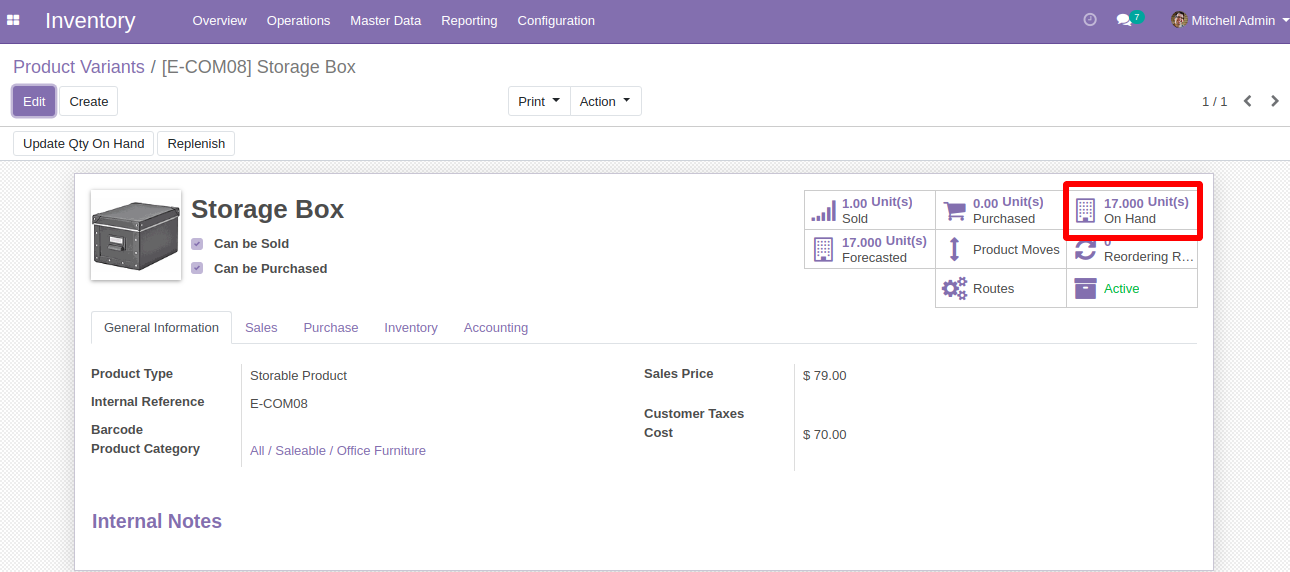 Inventory Overview Operations Master Data Reporting Configuration 7 Mitchell Admin
Product Variants / [E-COM08] Storage Box
Edit Create Print Action 1 / 1
Update Qty On Hand Replenish
Storage Box
Can be Sold
Can be Purchased
1.00 Unit(s)
Sold
0.00 Unit(s)
Purchased
17.000 Unit(s)
On Hand
17.000 Unit(s)
Forecasted
Product Moves
0
Reordering R...
Routes
Active
General Information Sales Purchase Inventory Accounting
Product Type Storable Product
Internal Reference E-COM08
Barcode
Product Category All / Saleable / Office Furniture
Sales Price $ 79.00
Customer Taxes
Cost $ 70.00
Internal Notes